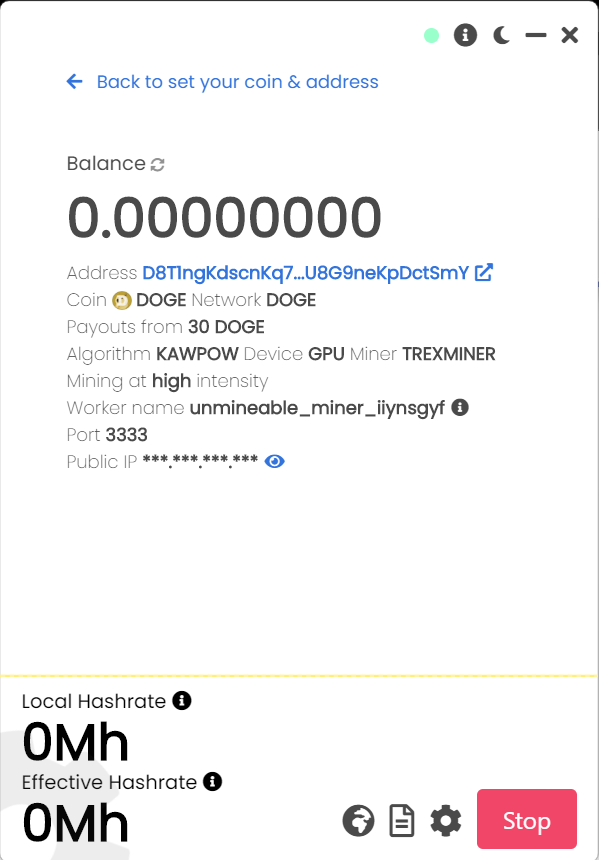 Back to set your coin & address
Balance
0.00000000
Address D8T1ngKdscnKq7...U8G9neKpDctSmY
Coin DOGE Network DOGE
Payouts from 30 DOGE
Algorithm KAWPOW Device GPU Miner TREXMINER
Mining at high intensity
Worker name unmineable_miner_iiynsgyf
Port 3333
Public IP ***.***.***.***
Local Hashrate
0Mh
Effective Hashrate
0Mh
Stop